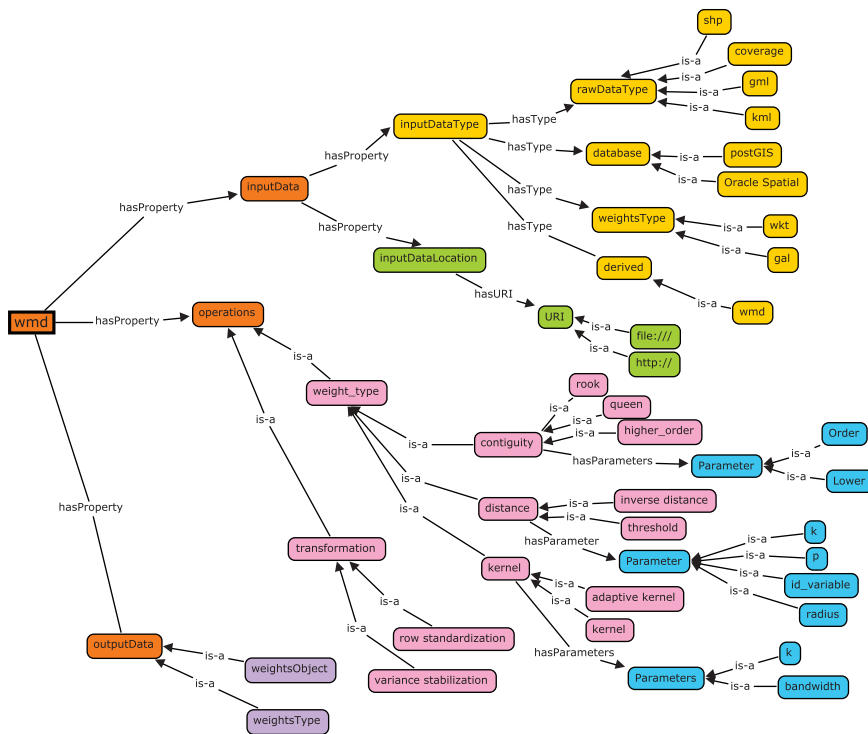 shp
is-a
coverage
is-a
rawDataType
gml
is-a
kml
is-a
inputDataType
hasType
hasType
database
postGIS
is-a
Oracle Spatial
is-a
hasProperty
inputData
hasType
weightsType
wkt
is-a
gal
is-a
hasProperty
hasProperty
hasType
inputDataLocation
derived
wmd
is-a
hasURI
URI
file:///
is-a
http://
is-a
wmd
hasProperty
operations
is-a
weight_type
rook
is-a
queen
is-a
higher_order
is-a
contiguity
is-a
hasParameters
Parameter
Order
is-a
Lower
is-a
is-a
is-a
distance
inverse distance
is-a
threshold
is-a
hasParameter
Parameter
k
is-a
p
is-a
id_variable
is-a
radius
is-a
is-a
kernel
adaptive kernel
is-a
kernel
is-a
hasParameters
Parameters
k
is-a
bandwidth
is-a
transformation
is-a
row standardization
is-a
variance stabilization
hasProperty
outputData
is-a
weightsObject
is-a
weightsType